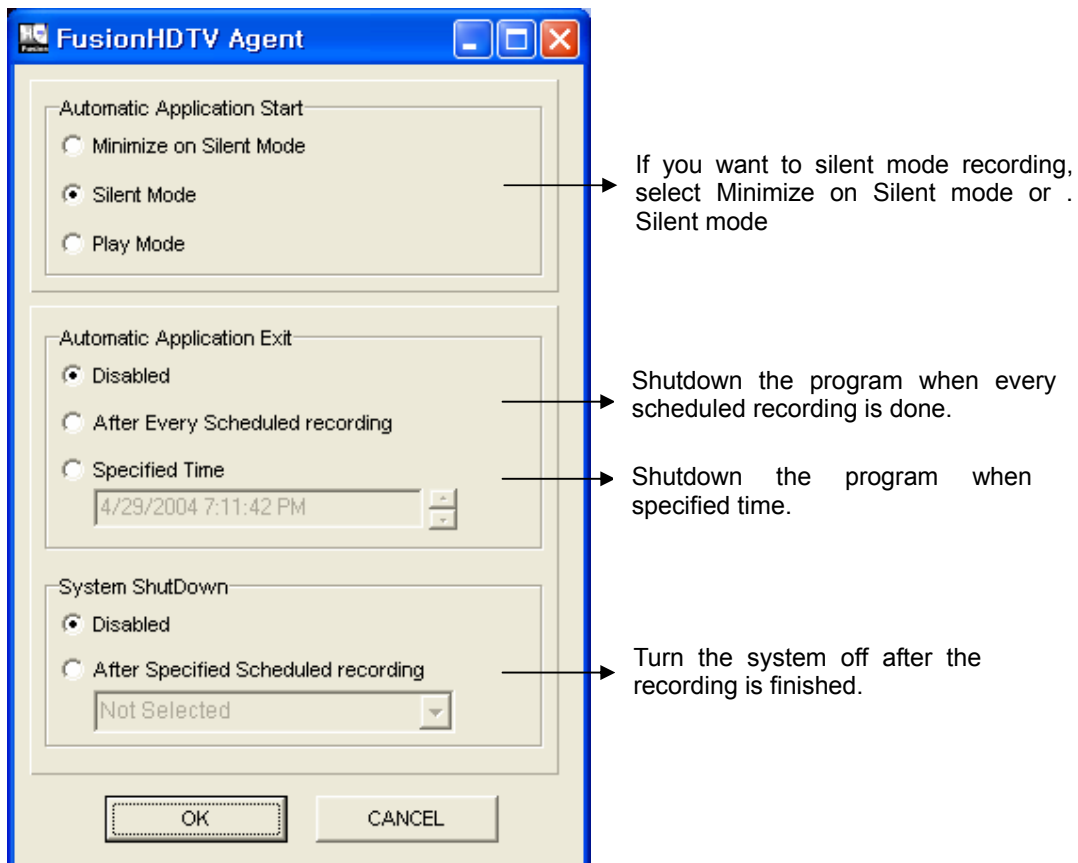 FusionHDTV Agent
Automatic Application Start
Minimize on Silent Mode
Silent Mode
Play Mode
If you want to silent mode recording,
select Minimize on Silent mode or .
Silent mode
Automatic Application Exit
Disabled
After Every Scheduled recording
Specified Time
4/29/2004 7:11:42 PM
Shutdown the program when every
scheduled recording is done.
Shutdown the program when
specified time.
System ShutDown
Disabled
After Specified Scheduled recording
Not Selected
Turn the system off after the
recording is finished.
OK
CANCEL